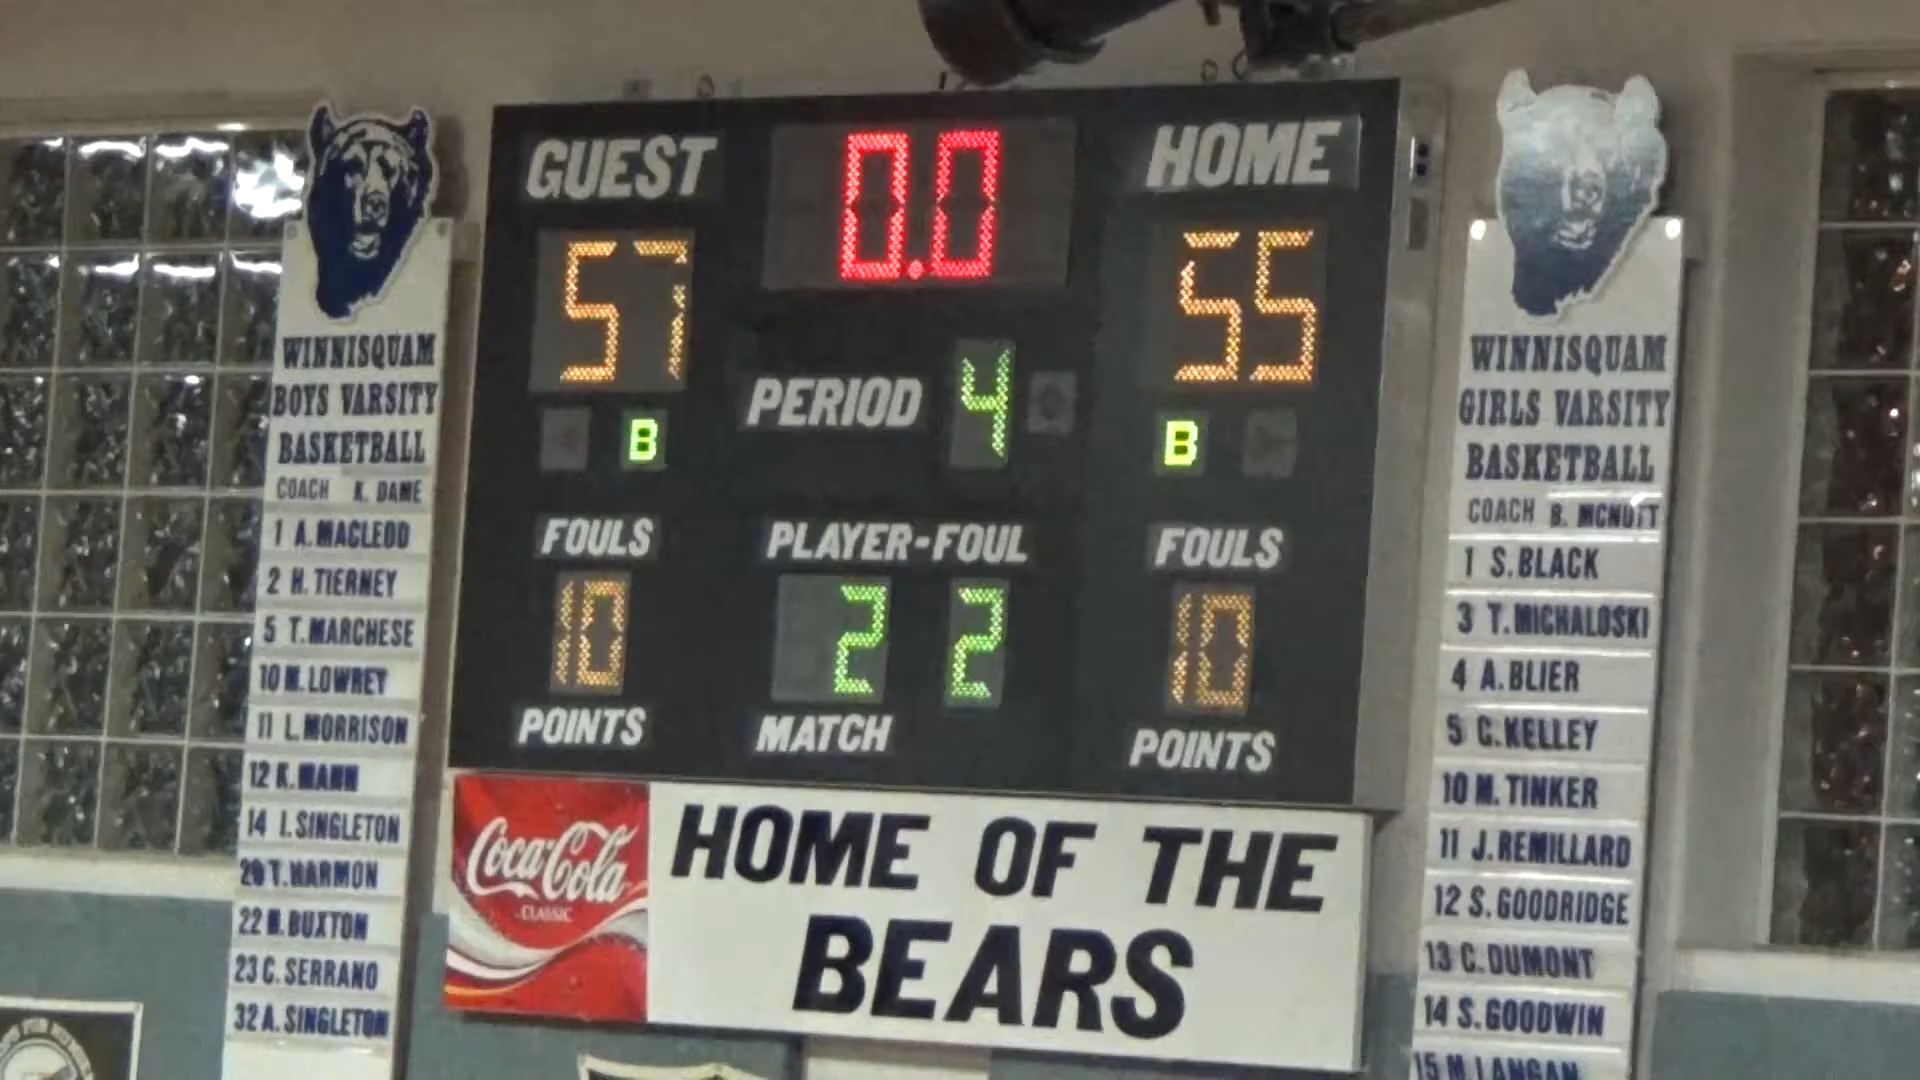 WINNISQUAM
BOYS VARSITY
BASKETBALL
COACH K. DAME
1 A. MACLEOD
2 H. TIERNEY
5 T. MARCHESE
10 M. LOWREY
11 L. MORRISON
12 K. MANN
14 I. SINGLETON
20 T. HARMON
22 N. BUXTON
23 C. SERRANO
32 A. SINGLETON
GUEST 0.0 HOME
57 55
PERIOD 4
B B
FOULS PLAYER-FOUL FOULS
10 2 2 10
POINTS MATCH POINTS
Coca-Cola
CLASSIC
HOME OF THE
BEARS
WINNISQUAM
GIRLS VARSITY
BASKETBALL
COACH B. MCNUTT
1 S. BLACK
3 T. MICHALOSKI
4 A. BLIER
5 C. KELLEY
10 M. TINKER
11 J. REMILLARD
12 S. GOODRIDGE
13 C. DUMONT
14 S. GOODWIN
15 M. LANGAN